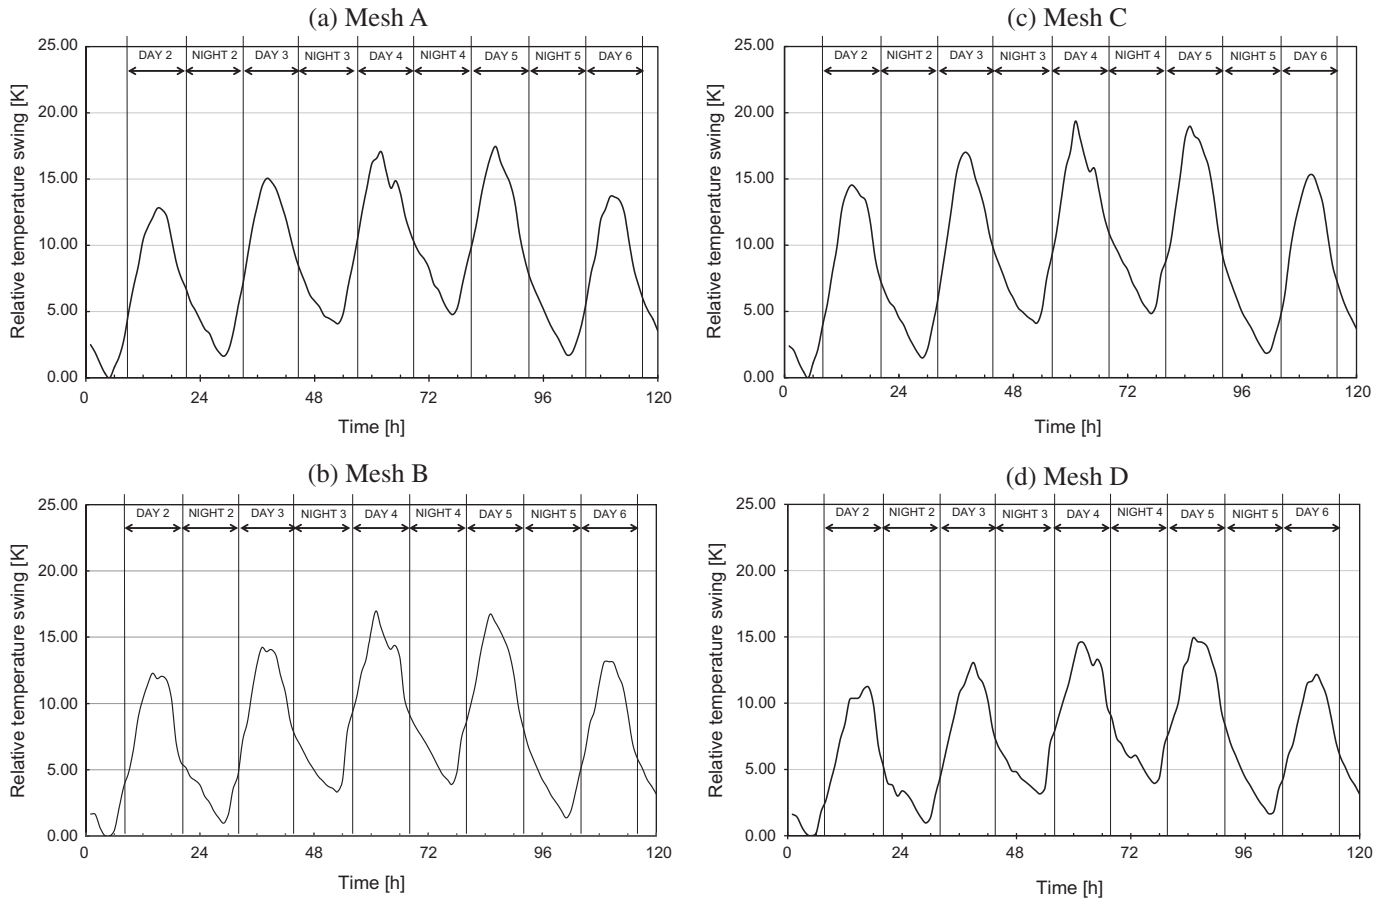 (a) Mesh A
25.00
20.00
15.00
10.00
5.00
0.00
Relative temperature swing [K]
DAY 2 NIGHT 2 DAY 3 NIGHT 3 DAY 4 NIGHT 4 DAY 5 NIGHT 5 DAY 6
0 24 48 72 96 120
Time [h]
(c) Mesh C
25.00
20.00
15.00
10.00
5.00
0.00
Relative temperature swing [K]
DAY 2 NIGHT 2 DAY 3 NIGHT 3 DAY 4 NIGHT 4 DAY 5 NIGHT 5 DAY 6
0 24 48 72 96 120
Time [h]
(b) Mesh B
25.00
20.00
15.00
10.00
5.00
0.00
Relative temperature swing [K]
DAY 2 NIGHT 2 DAY 3 NIGHT 3 DAY 4 NIGHT 4 DAY 5 NIGHT 5 DAY 6
0 24 48 72 96 120
Time [h]
(d) Mesh D
25.00
20.00
15.00
10.00
5.00
0.00
Relative temperature swing [K]
DAY 2 NIGHT 2 DAY 3 NIGHT 3 DAY 4 NIGHT 4 DAY 5 NIGHT 5 DAY 6
0 24 48 72 96 120
Time [h]